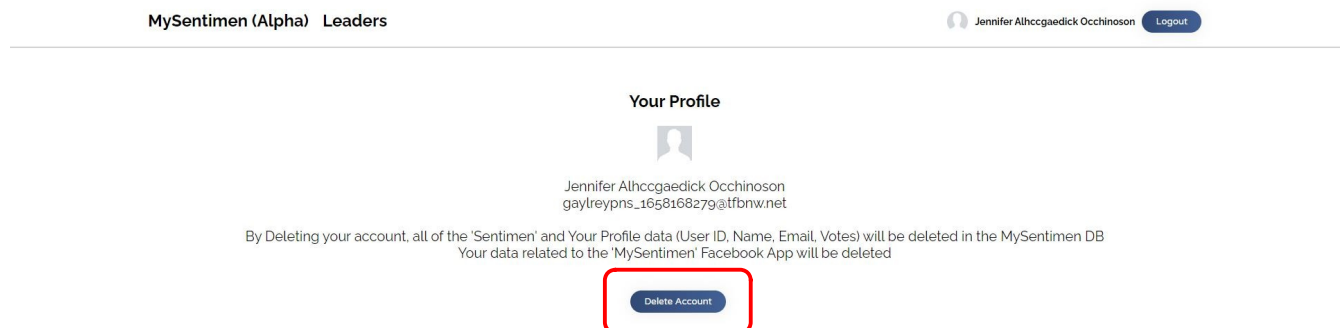 MySentimen (Alpha) Leaders
Jennifer Alhccgaedick Occhinoson Logout
Your Profile
Jennifer Alhccgaedick Occhinoson
gaylreypns_1658168279@tfbnw.net
By Deleting your account, all of the 'Sentimen' and Your Profile data (User ID, Name, Email, Votes) will be deleted in the MySentimen DB
Your data related to the 'MySentimen' Facebook App will be deleted
Delete Account